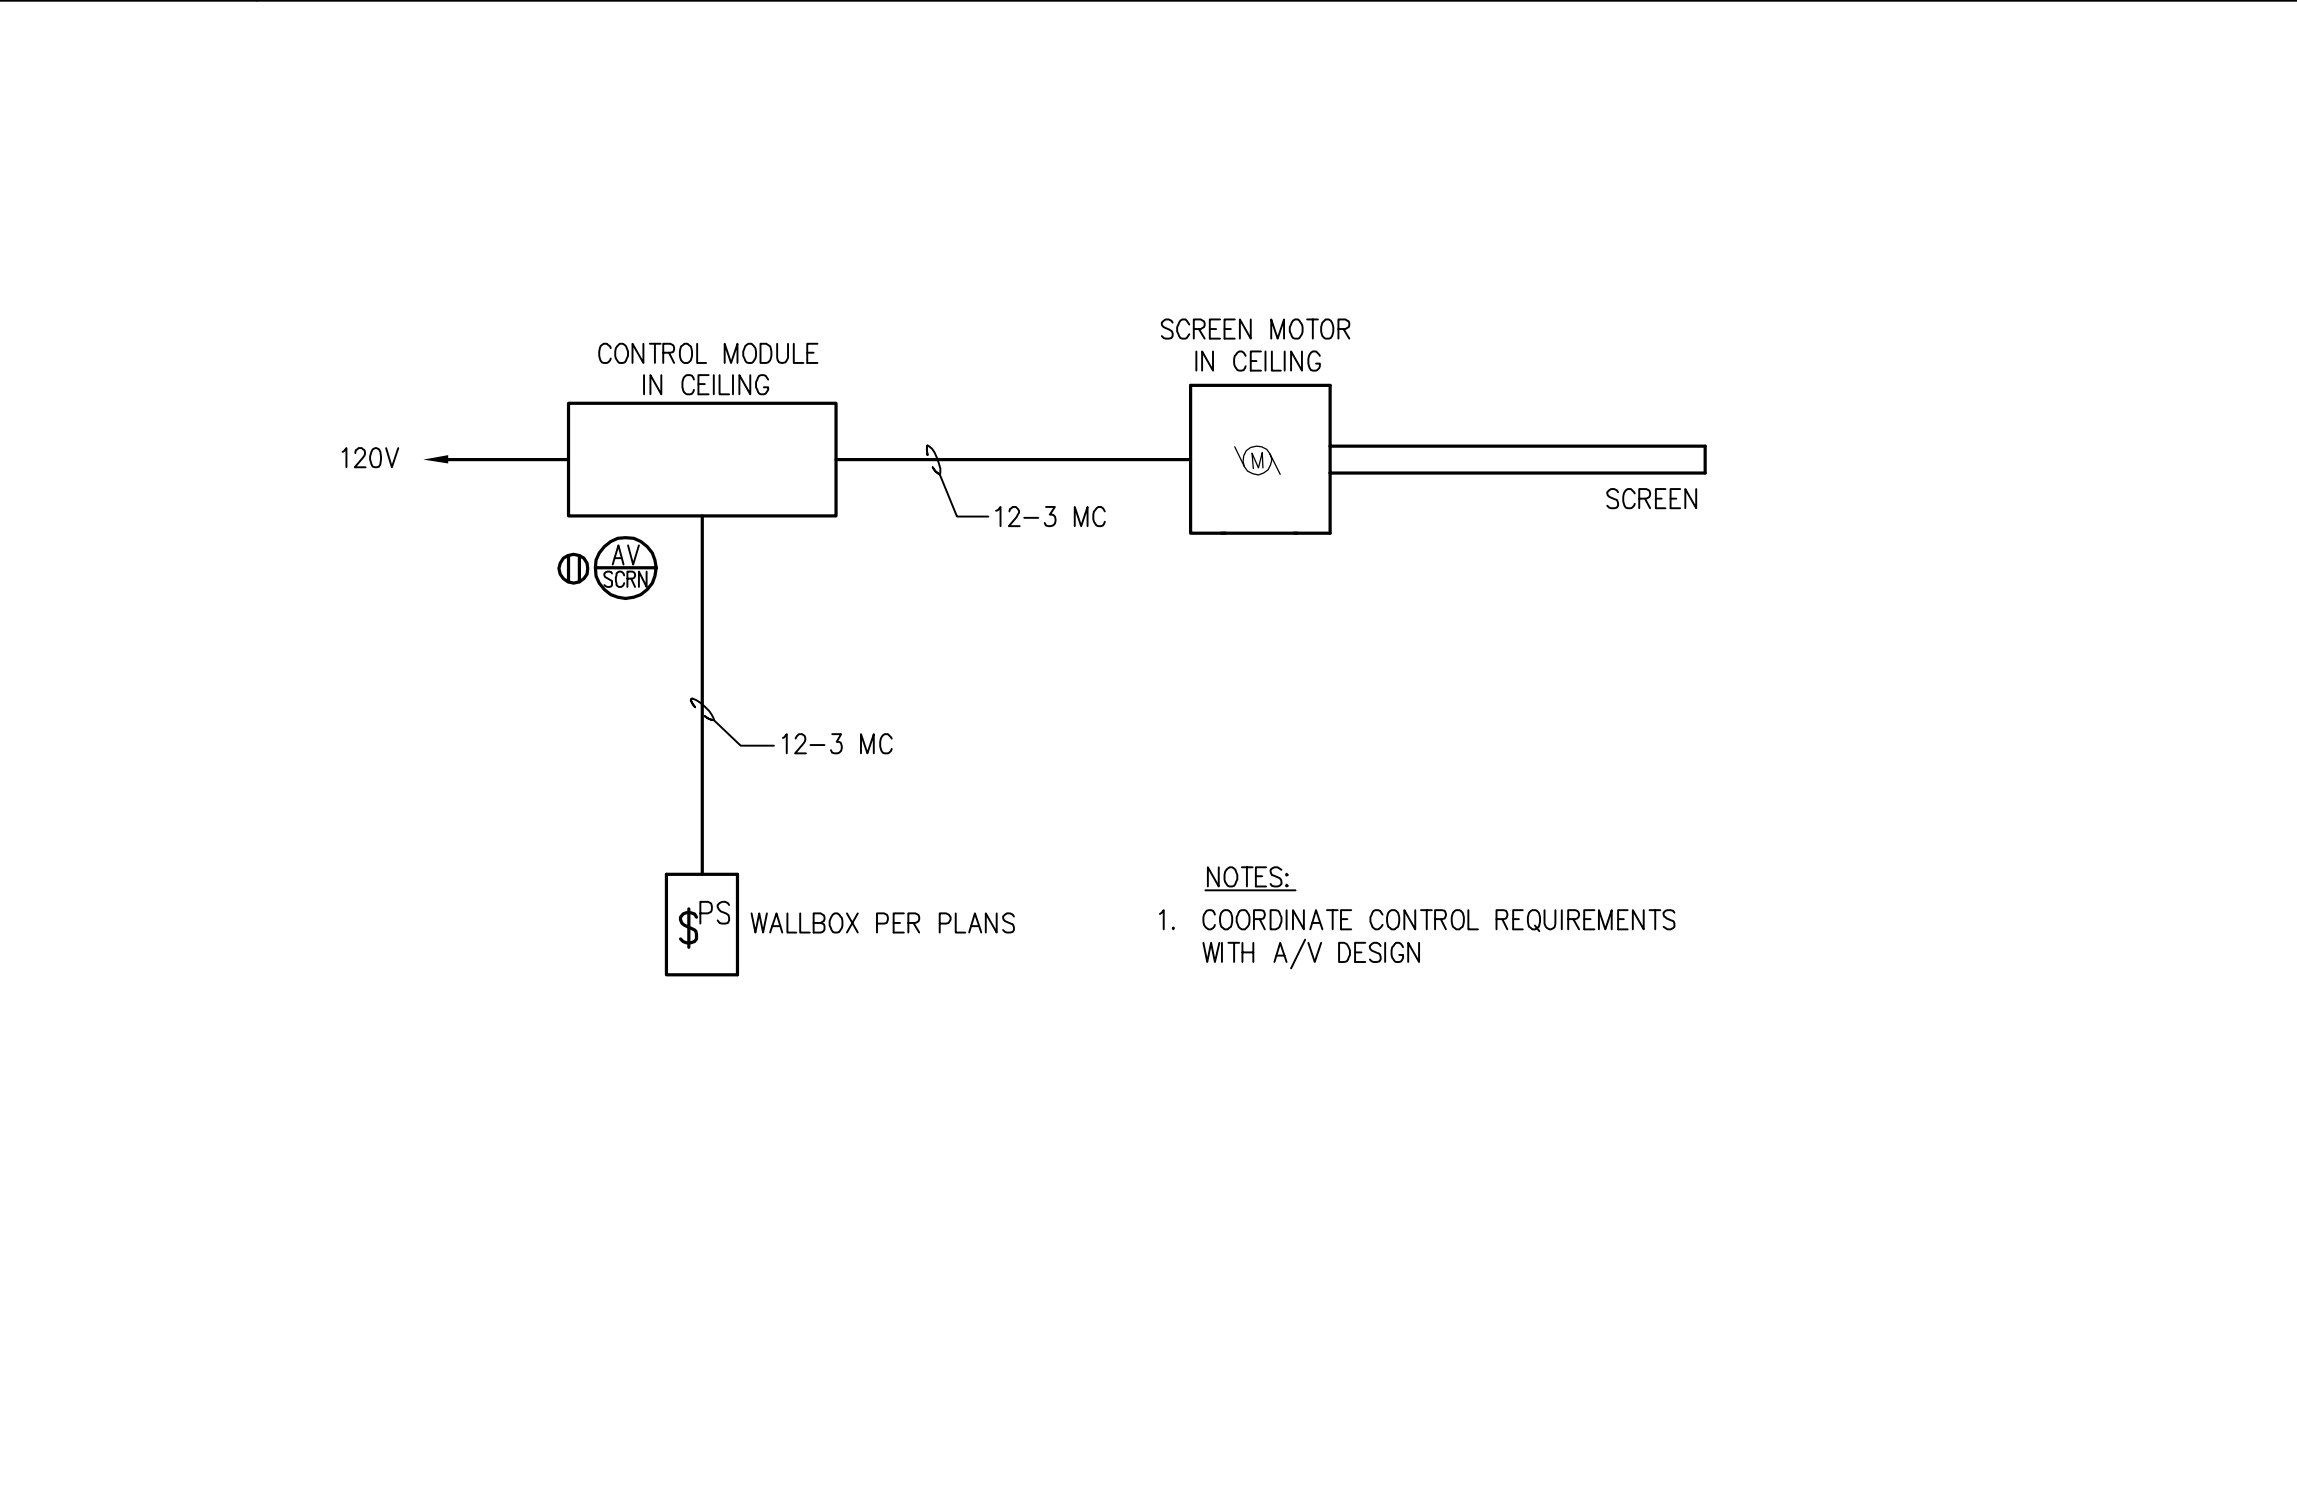 SCREEN MOTOR
IN CEILING
CONTROL MODULE
IN CEILING
120V
M
SCREEN
12-3 MC
AV
SCRN
12-3 MC
$PS
WALLBOX PER PLANS
NOTES:
1. COORDINATE CONTROL REQUIREMENTS
WITH A/V DESIGN